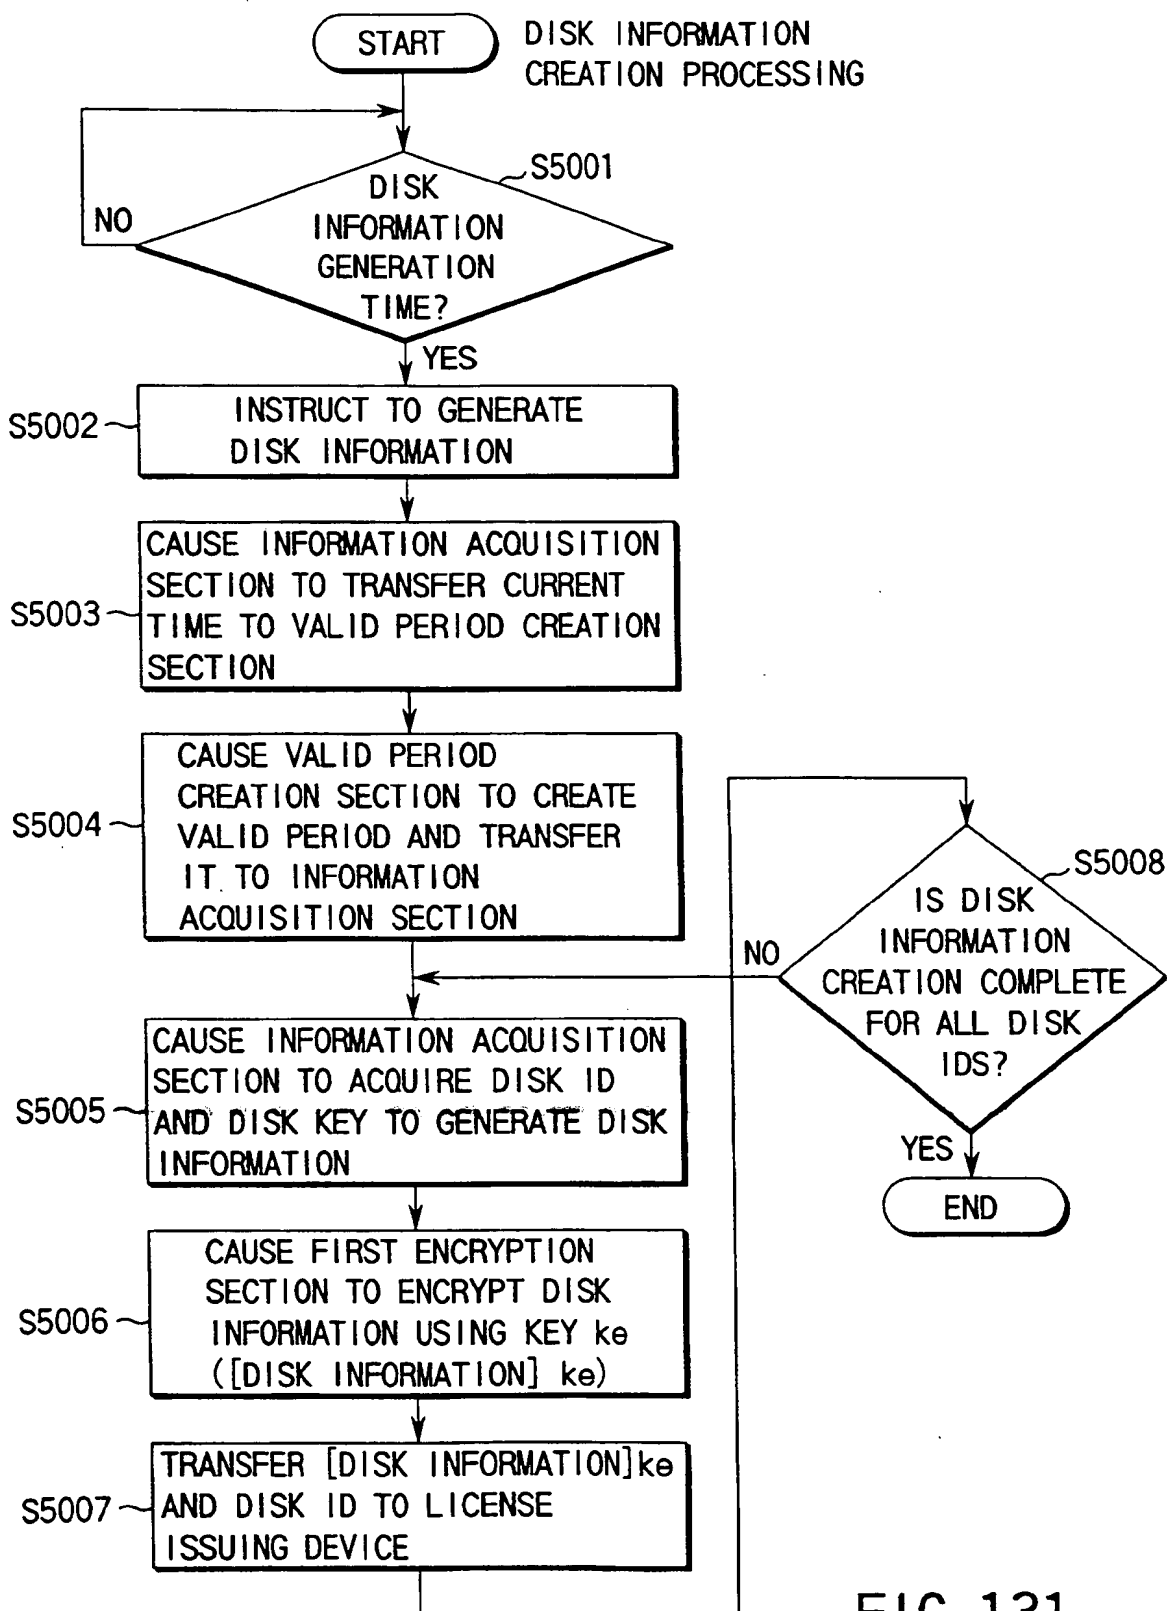 START
DISK INFORMATION
CREATION PROCESSING
S5001
DISK
INFORMATION
GENERATION
TIME?
NO
YES
S5002
INSTRUCT TO GENERATE
DISK INFORMATION
S5003
CAUSE INFORMATION ACQUISITION
SECTION TO TRANSFER CURRENT
TIME TO VALID PERIOD CREATION
SECTION
S5004
CAUSE VALID PERIOD
CREATION SECTION TO CREATE
VALID PERIOD AND TRANSFER
IT TO INFORMATION
ACQUISITION SECTION
S5005
CAUSE INFORMATION ACQUISITION
SECTION TO ACQUIRE DISK ID
AND DISK KEY TO GENERATE DISK
INFORMATION
S5006
CAUSE FIRST ENCRYPTION
SECTION TO ENCRYPT DISK
INFORMATION USING KEY ke
([DISK INFORMATION] ke)
S5007
TRANSFER [DISK INFORMATION]ke
AND DISK ID TO LICENSE
ISSUING DEVICE
S5008
IS DISK
INFORMATION
CREATION COMPLETE
FOR ALL DISK
IDS?
NO
YES
END
FIG. 131